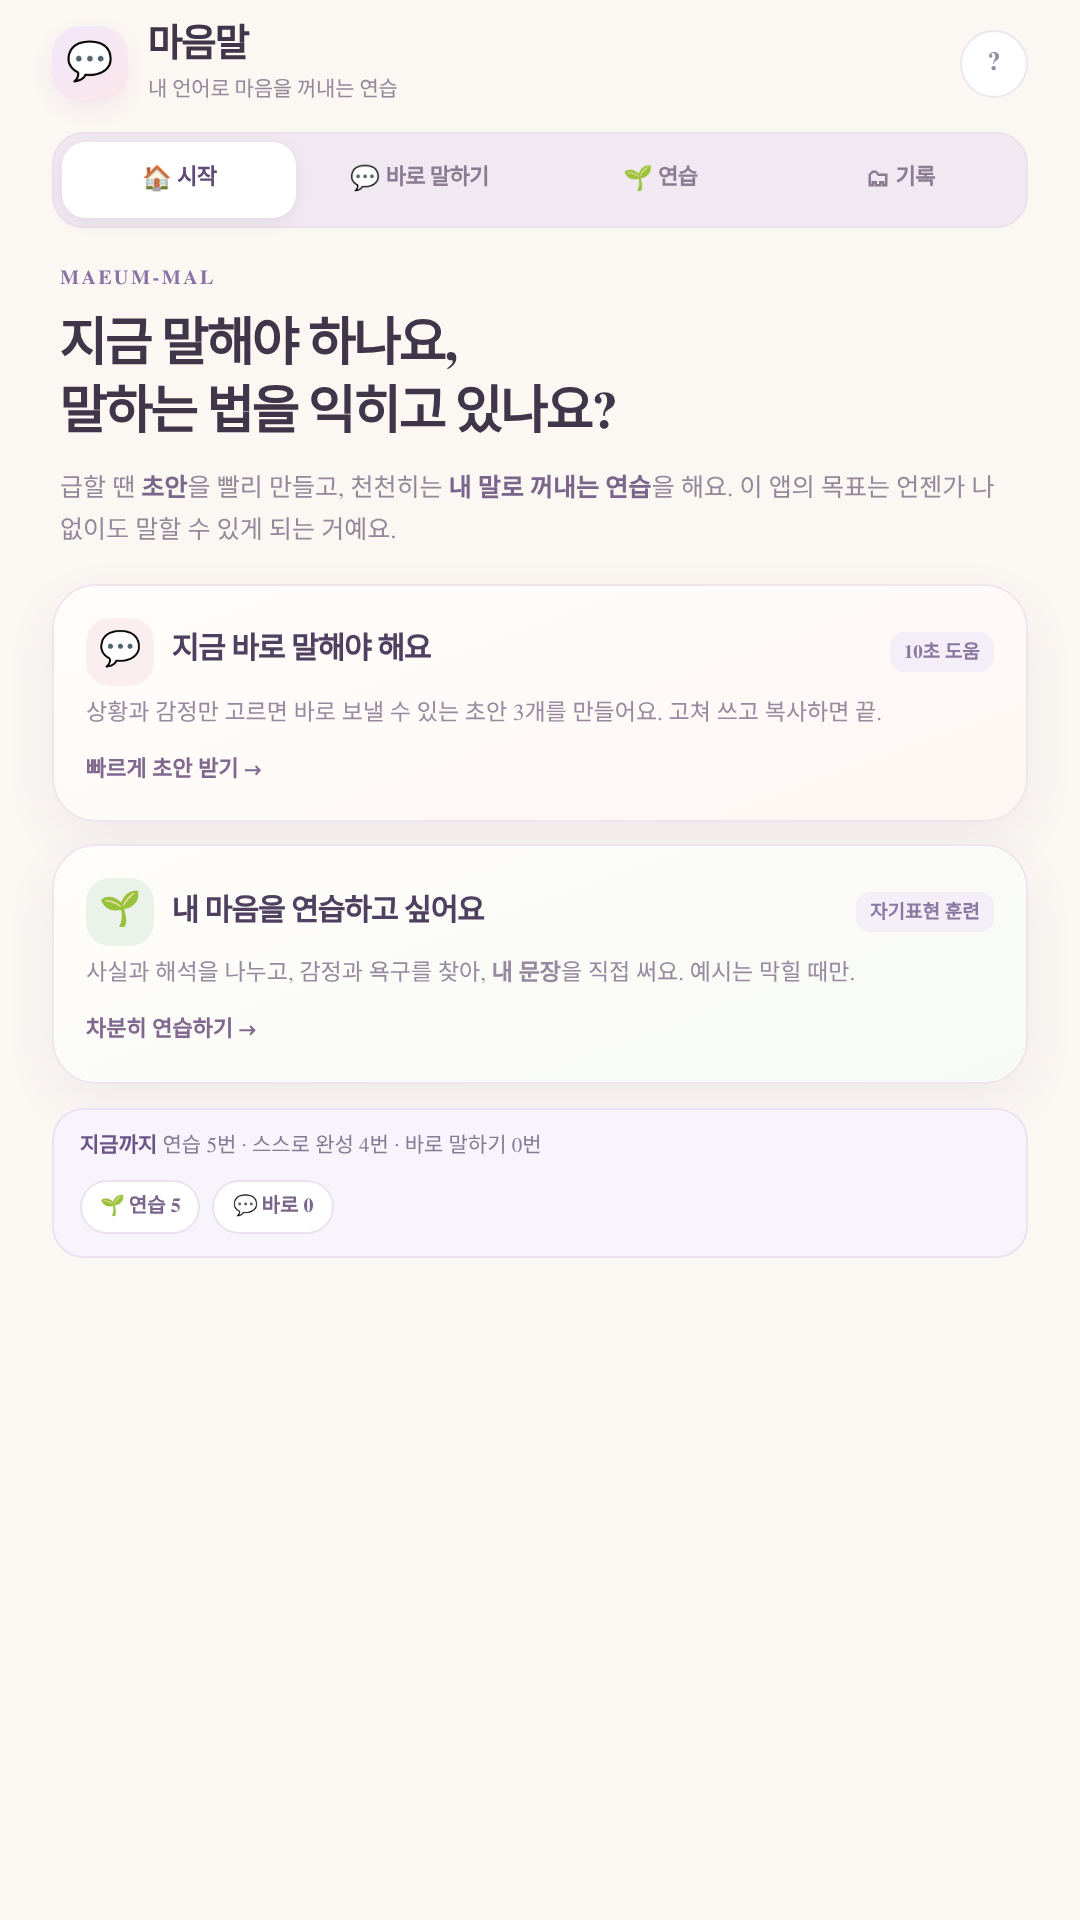 마음말
내 언어로 마음을 꺼내는 연습
?
🏠 시작
💬 바로 말하기
🌱 연습
🗂 기록
MAEUM-MAL
지금 말해야 하나요,
말하는 법을 익히고 있나요?
급할 땐 초안을 빨리 만들고, 천천히는 내 말로 꺼내는 연습을 해요. 이 앱의 목표는 언젠가 나
없이도 말할 수 있게 되는 거예요.
지금 바로 말해야 해요
10초 도움
상황과 감정만 고르면 바로 보낼 수 있는 초안 3개를 만들어요. 고쳐 쓰고 복사하면 끝.
빠르게 초안 받기 →
내 마음을 연습하고 싶어요
자기표현 훈련
사실과 해석을 나누고, 감정과 욕구를 찾아, 내 문장을 직접 써요. 예시는 막힐 때만.
차분히 연습하기 →
지금까지 연습 5번 · 스스로 완성 4번 · 바로 말하기 0번
🌱 연습 5
💬 바로 0